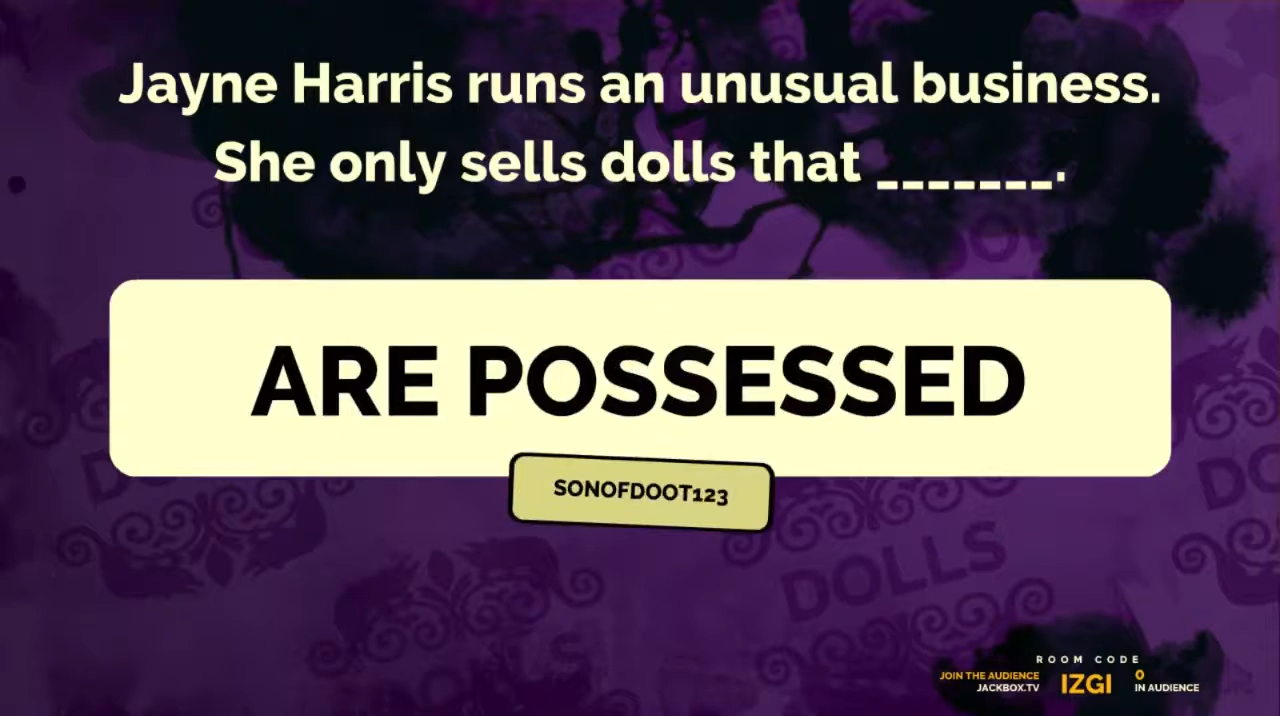 Jayne Harris runs an unusual business.
She only sells dolls that _______.
ARE POSSESSED
SONOFDOOT123
DOLLS
ROOM CODE
JOIN THE AUDIENCE
JACKBOX.TV
IZGI
0
IN AUDIENCE